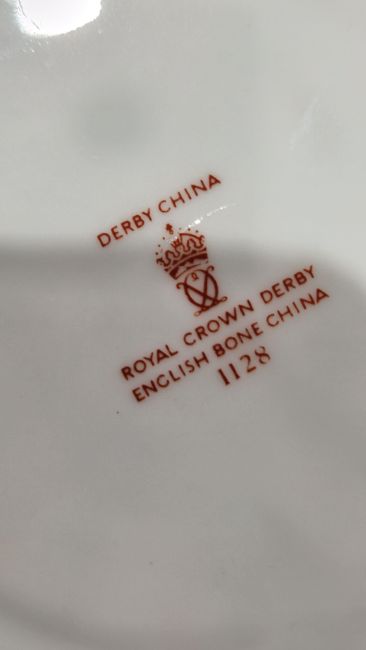 DERBY CHINA
ROYAL CROWN DERBY
ENGLISH BONE CHINA
1128